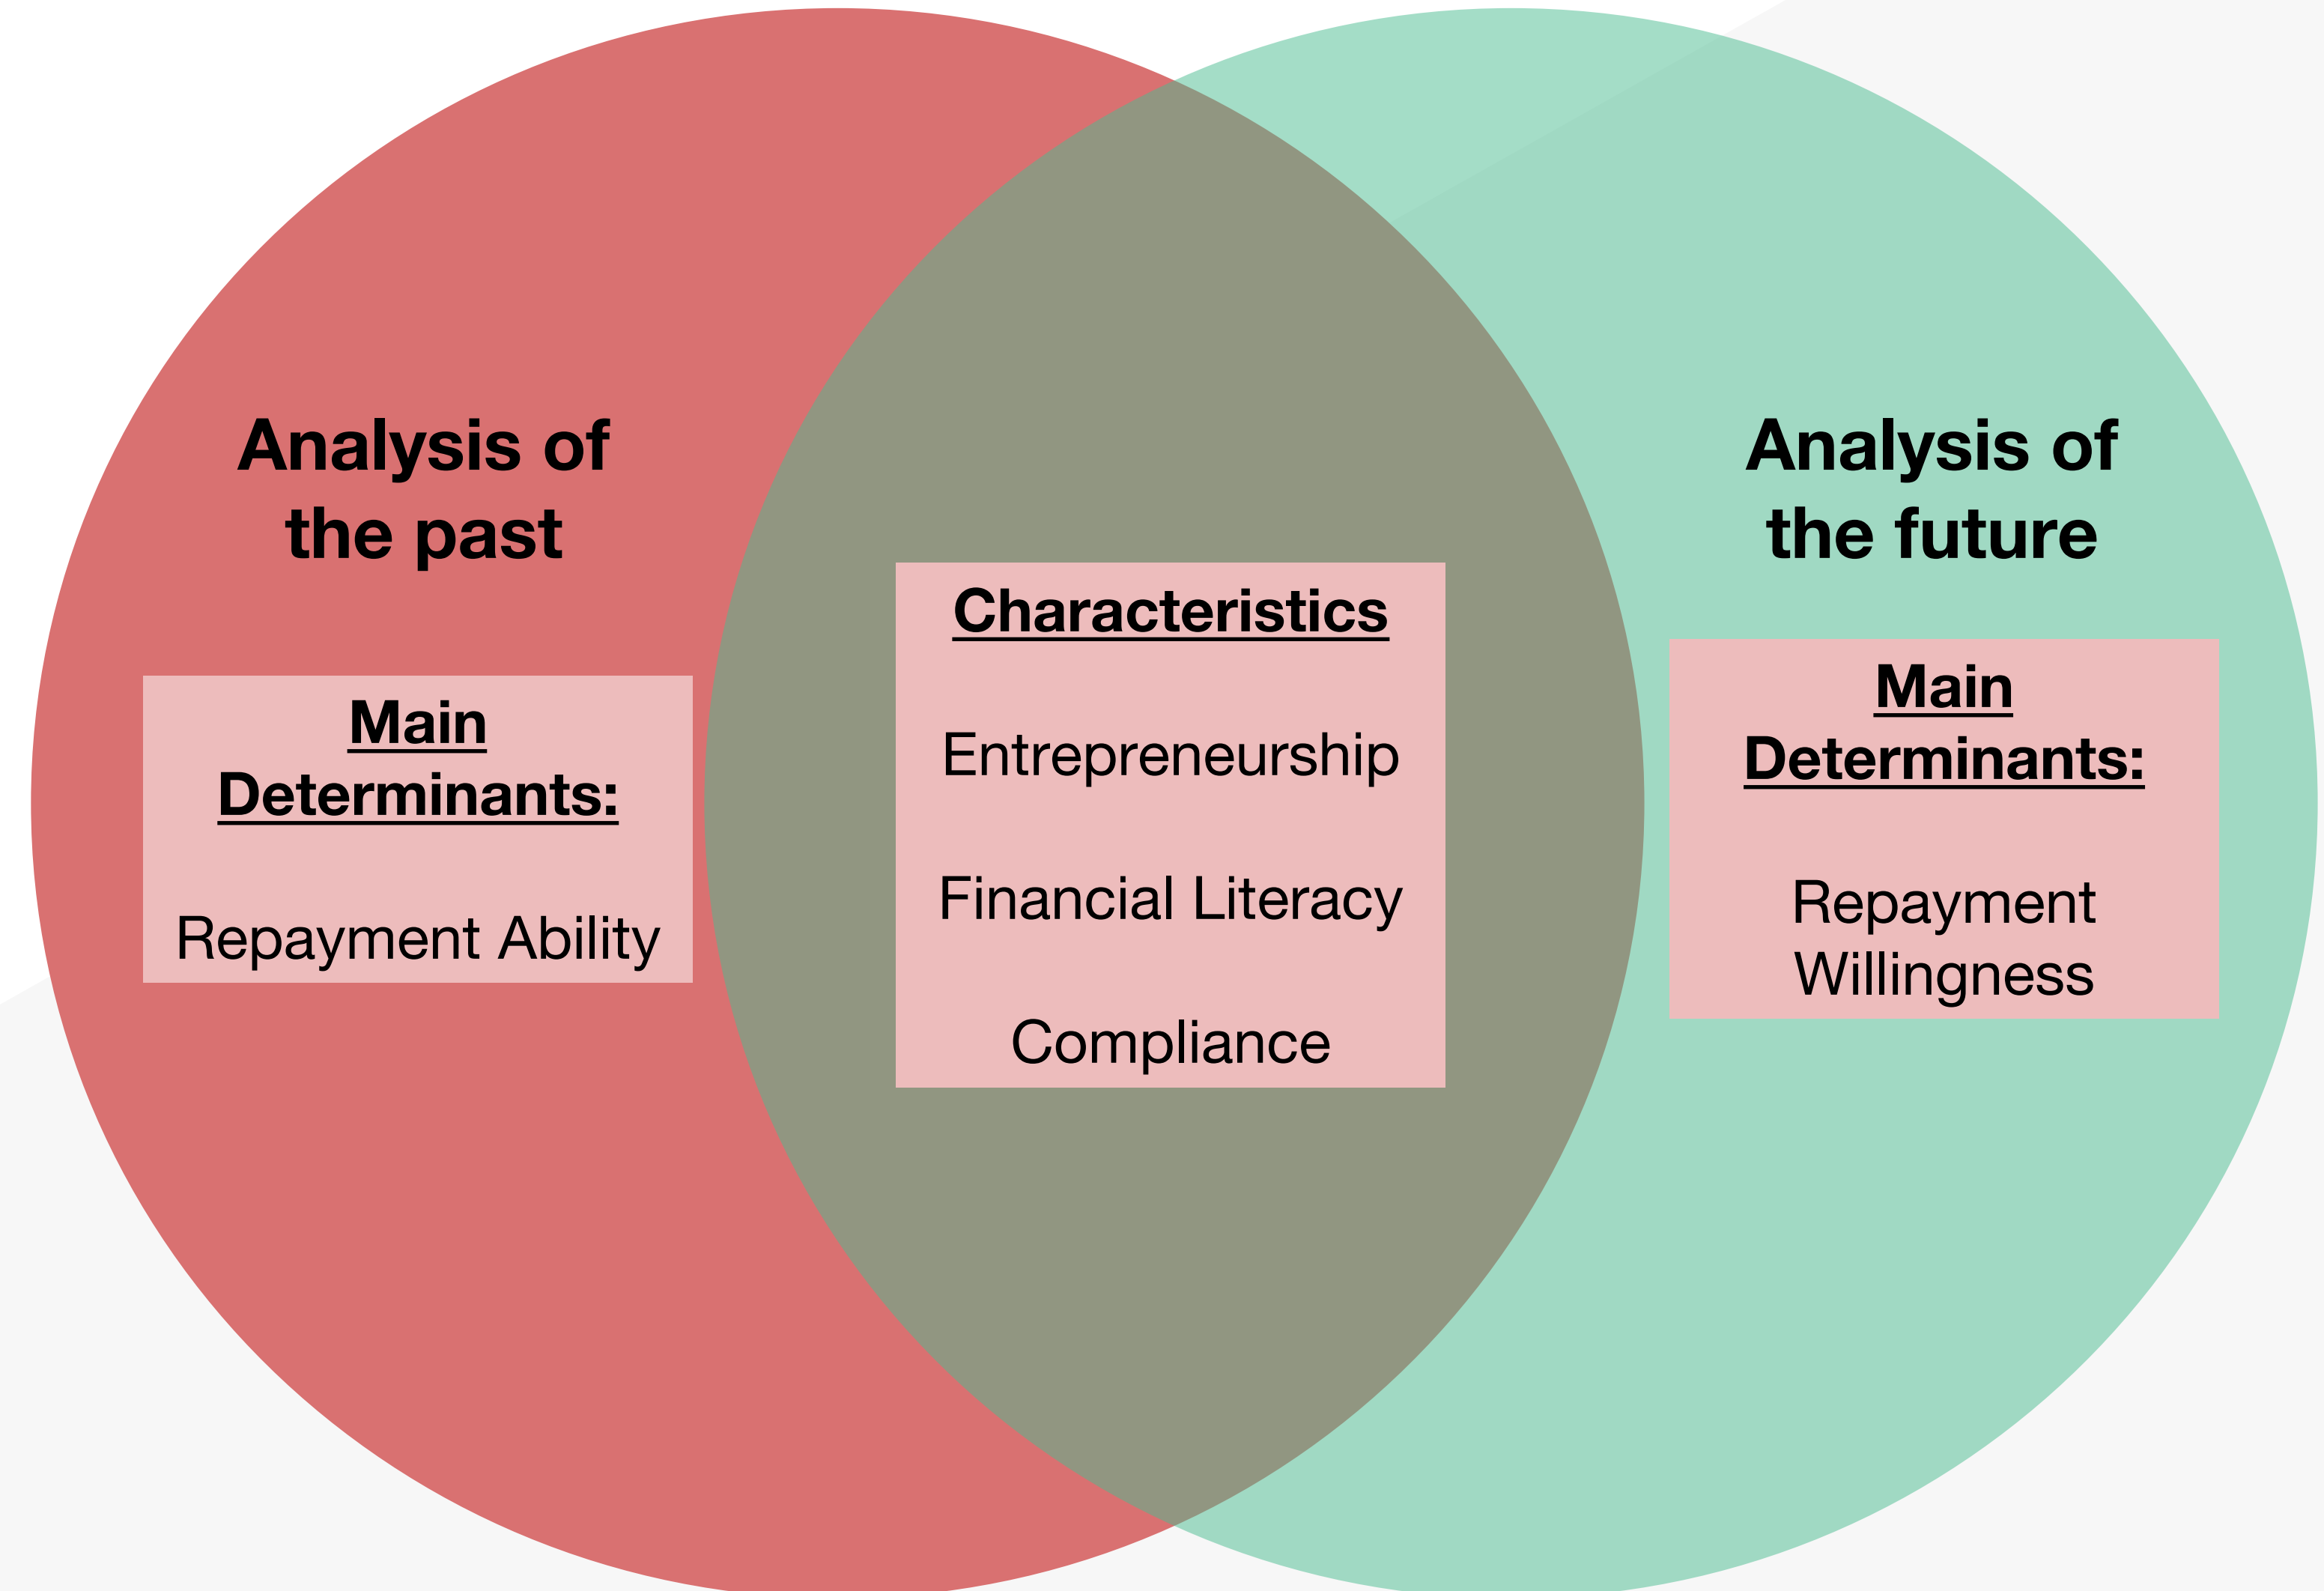 Analysis of
the past
Main
Determinants:
Repayment Ability
Characteristics
Entrepreneurship
Financial Literacy
Compliance
Analysis of
the future
Main
Determinants:
Repayment
Willingness